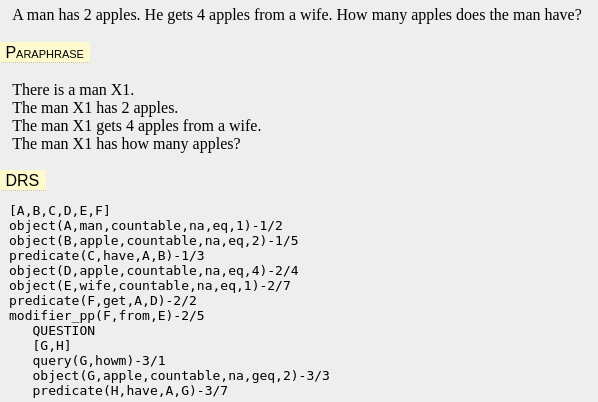 A man has 2 apples. He gets 4 apples from a wife. How many apples does the man have?
PARAPHRASE
There is a man X1.
The man X1 has 2 apples.
The man X1 gets 4 apples from a wife.
The man X1 has how many apples?
DRS
[A,B,C,D,E,F]
object(A,man,countable,na,eq,1)-1/2
object(B,apple,countable,na,eq,2)-1/5
predicate(C,have,A,B)-1/3
object(D,apple,countable,na,eq,4)-2/4
object(E,wife,countable,na,eq,1)-2/7
predicate(F,get,A,D)-2/2
modifier_pp(F,from,E)-2/5
QUESTION
[G,H]
query(G,howm)-3/1
object(G,apple,countable,na,geq,2)-3/3
predicate(H,have,A,G)-3/7